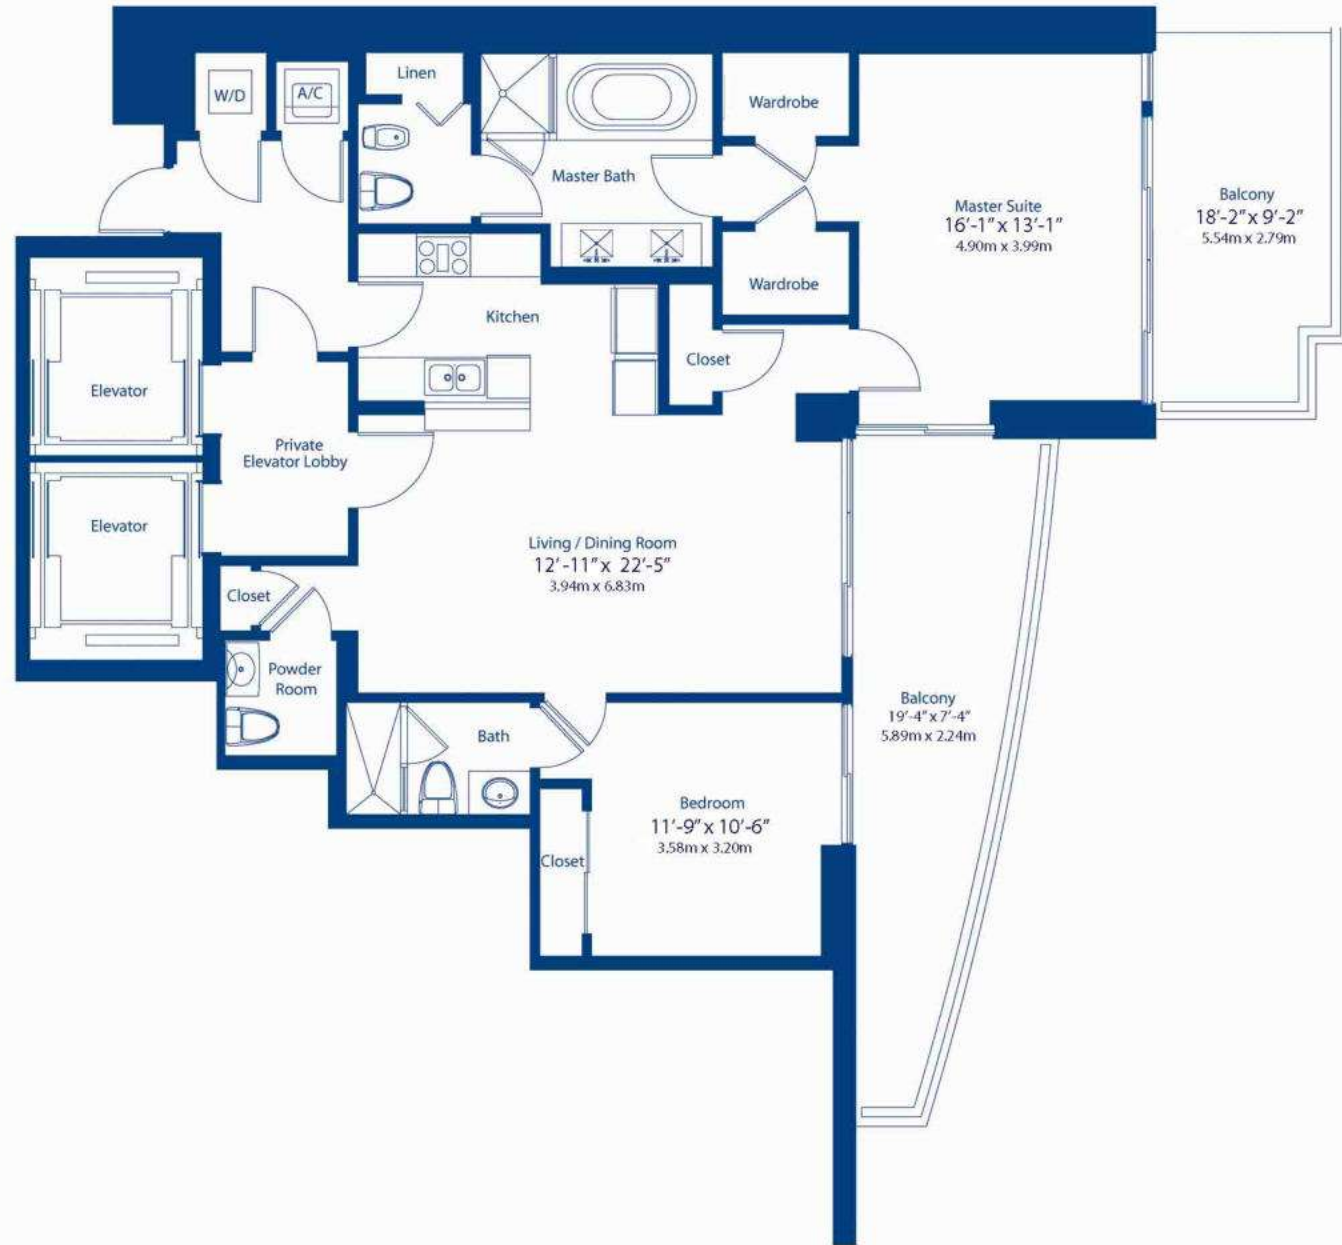 Linen
W/D
A/C
Wardrobe
Master Bath
Master Suite
16'-1" x 13'-1"
4.90m x 3.99m
Balcony
18'-2" x 9'-2"
5.54m x 2.79m
Wardrobe
Kitchen
Closet
Elevator
Private
Elevator Lobby
Elevator
Living / Dining Room
12'-11" x 22'-5"
3.94m x 6.83m
Closet
Powder
Room
Bath
Balcony
19'-4" x 7'-4"
5.89m x 2.24m
Bedroom
11'-9" x 10'-6"
3.58m x 3.20m
Closet